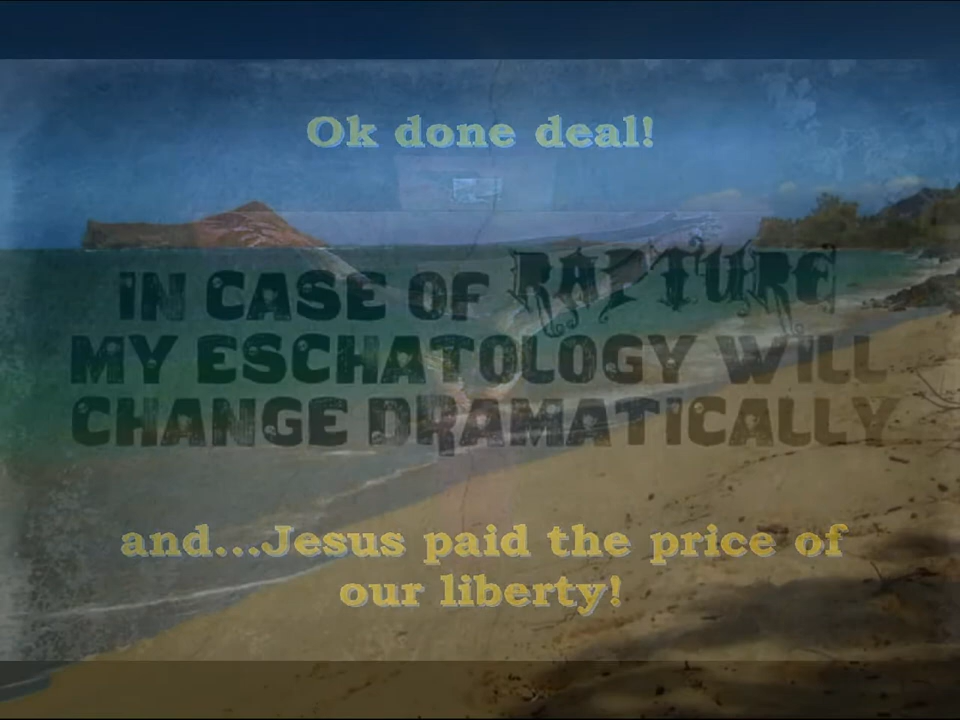 Ok done deal!
IN CASE OF RAPTURE
MY ESCHATOLOGY WILL
CHANGE DRAMATICALLY
and...Jesus paid the price of
our liberty!